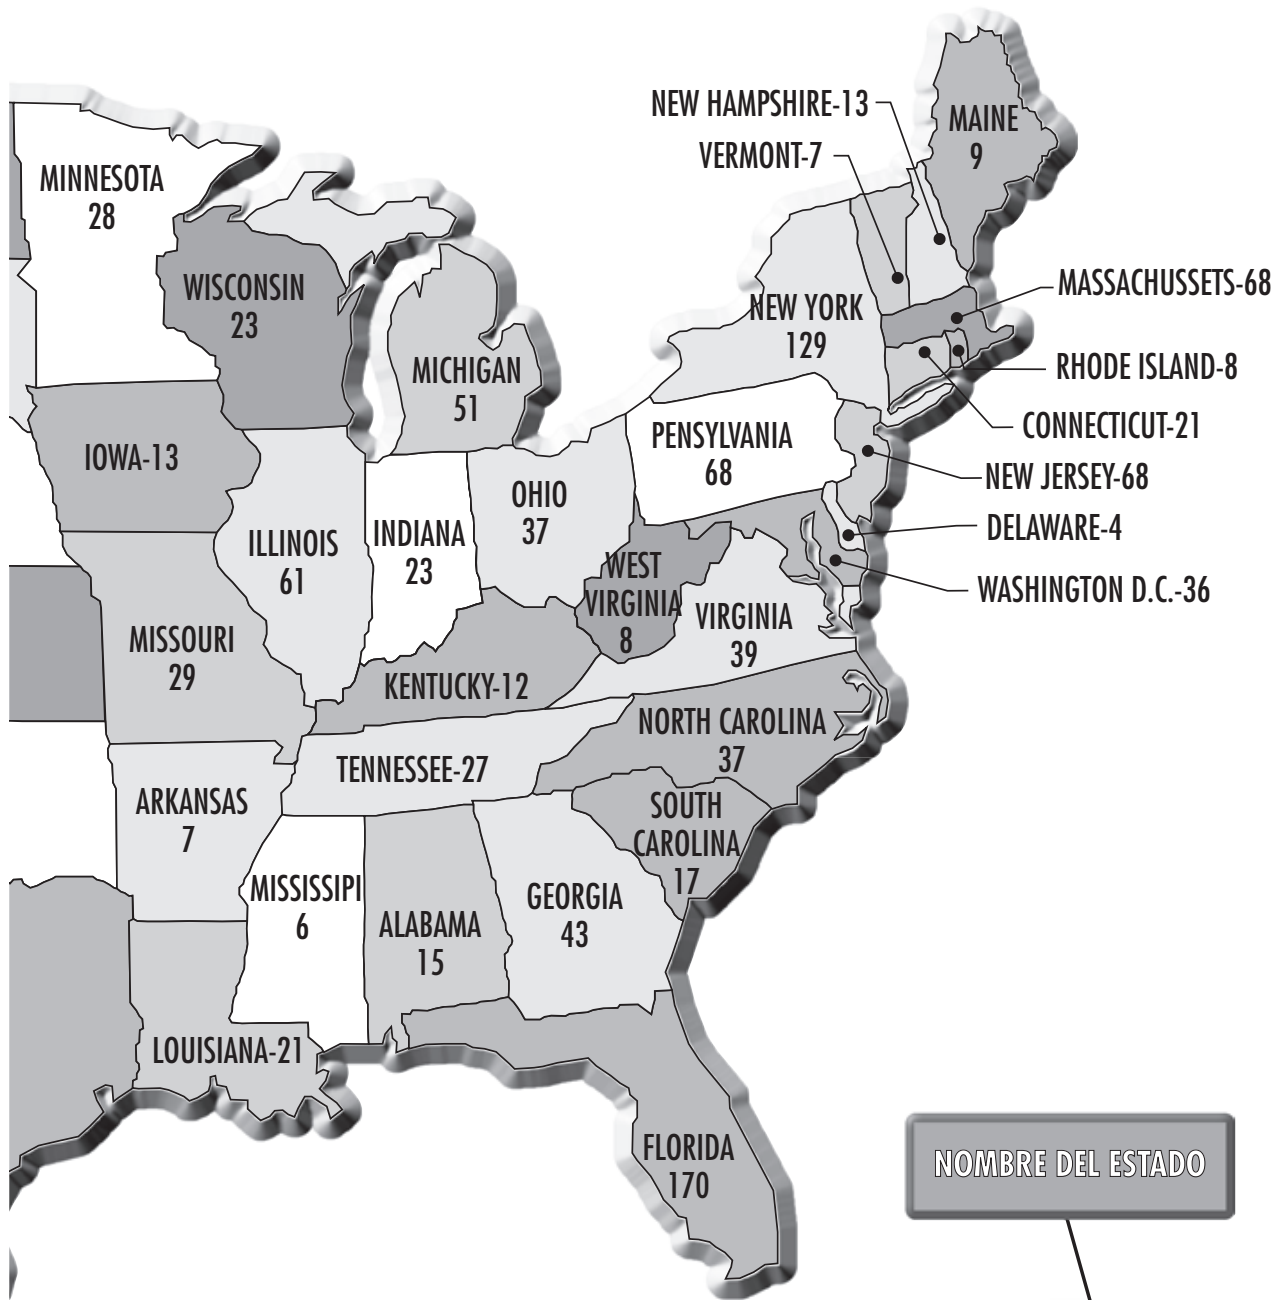 NEW HAMPSHIRE-13
MAINE
9
VERMONT-7
MINNESOTA
28
WISCONSIN
23
MASSACHUSSETS-68
NEW YORK
129
MICHIGAN
51
RHODE ISLAND-8
CONNECTICUT-21
PENSYLVANIA
68
IOWA-13
NEW JERSEY-68
OHIO
37
DELAWARE-4
INDIANA
23
ILLINOIS
61
WEST
VIRGINIA
8
WASHINGTON D.C.-36
VIRGINIA
39
MISSOURI
29
KENTUCKY-12
NORTH CAROLINA
37
TENNESSEE-27
ARKANSAS
7
SOUTH
CAROLINA
17
MISSISSIPI
6
GEORGIA
43
ALABAMA
15
LOUISIANA-21
FLORIDA
170
NOMBRE DEL ESTADO